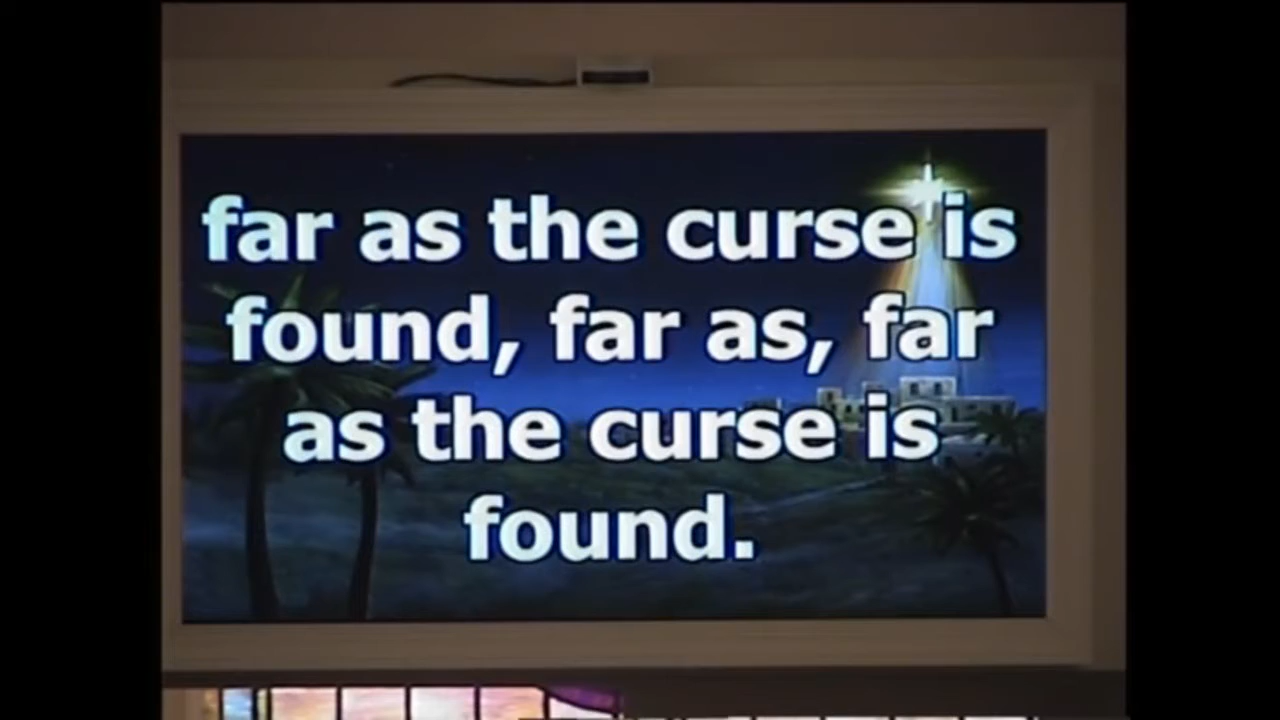 far as the curse is
found, far as, far
as the curse is
found.